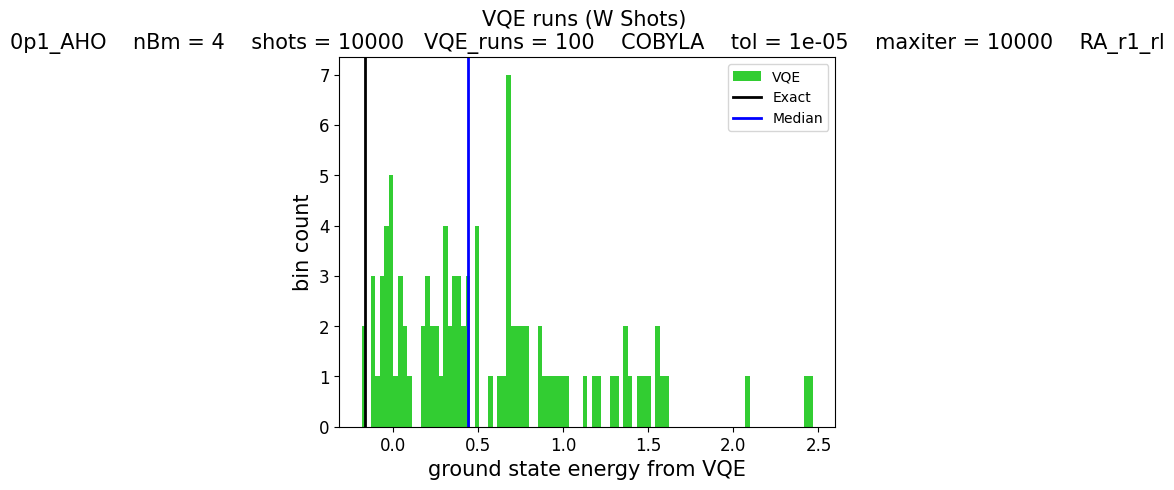 VQE runs (W Shots)
0p1_AHO    nBm = 4    shots = 10000   VQE_runs = 100    COBYLA    tol = 1e-05    maxiter = 10000    RA_r1_rl
VQE
Exact
Median
bin count
7
6
5
4
3
2
1
0
0.0 0.5 1.0 1.5 2.0 2.5
ground state energy from VQE